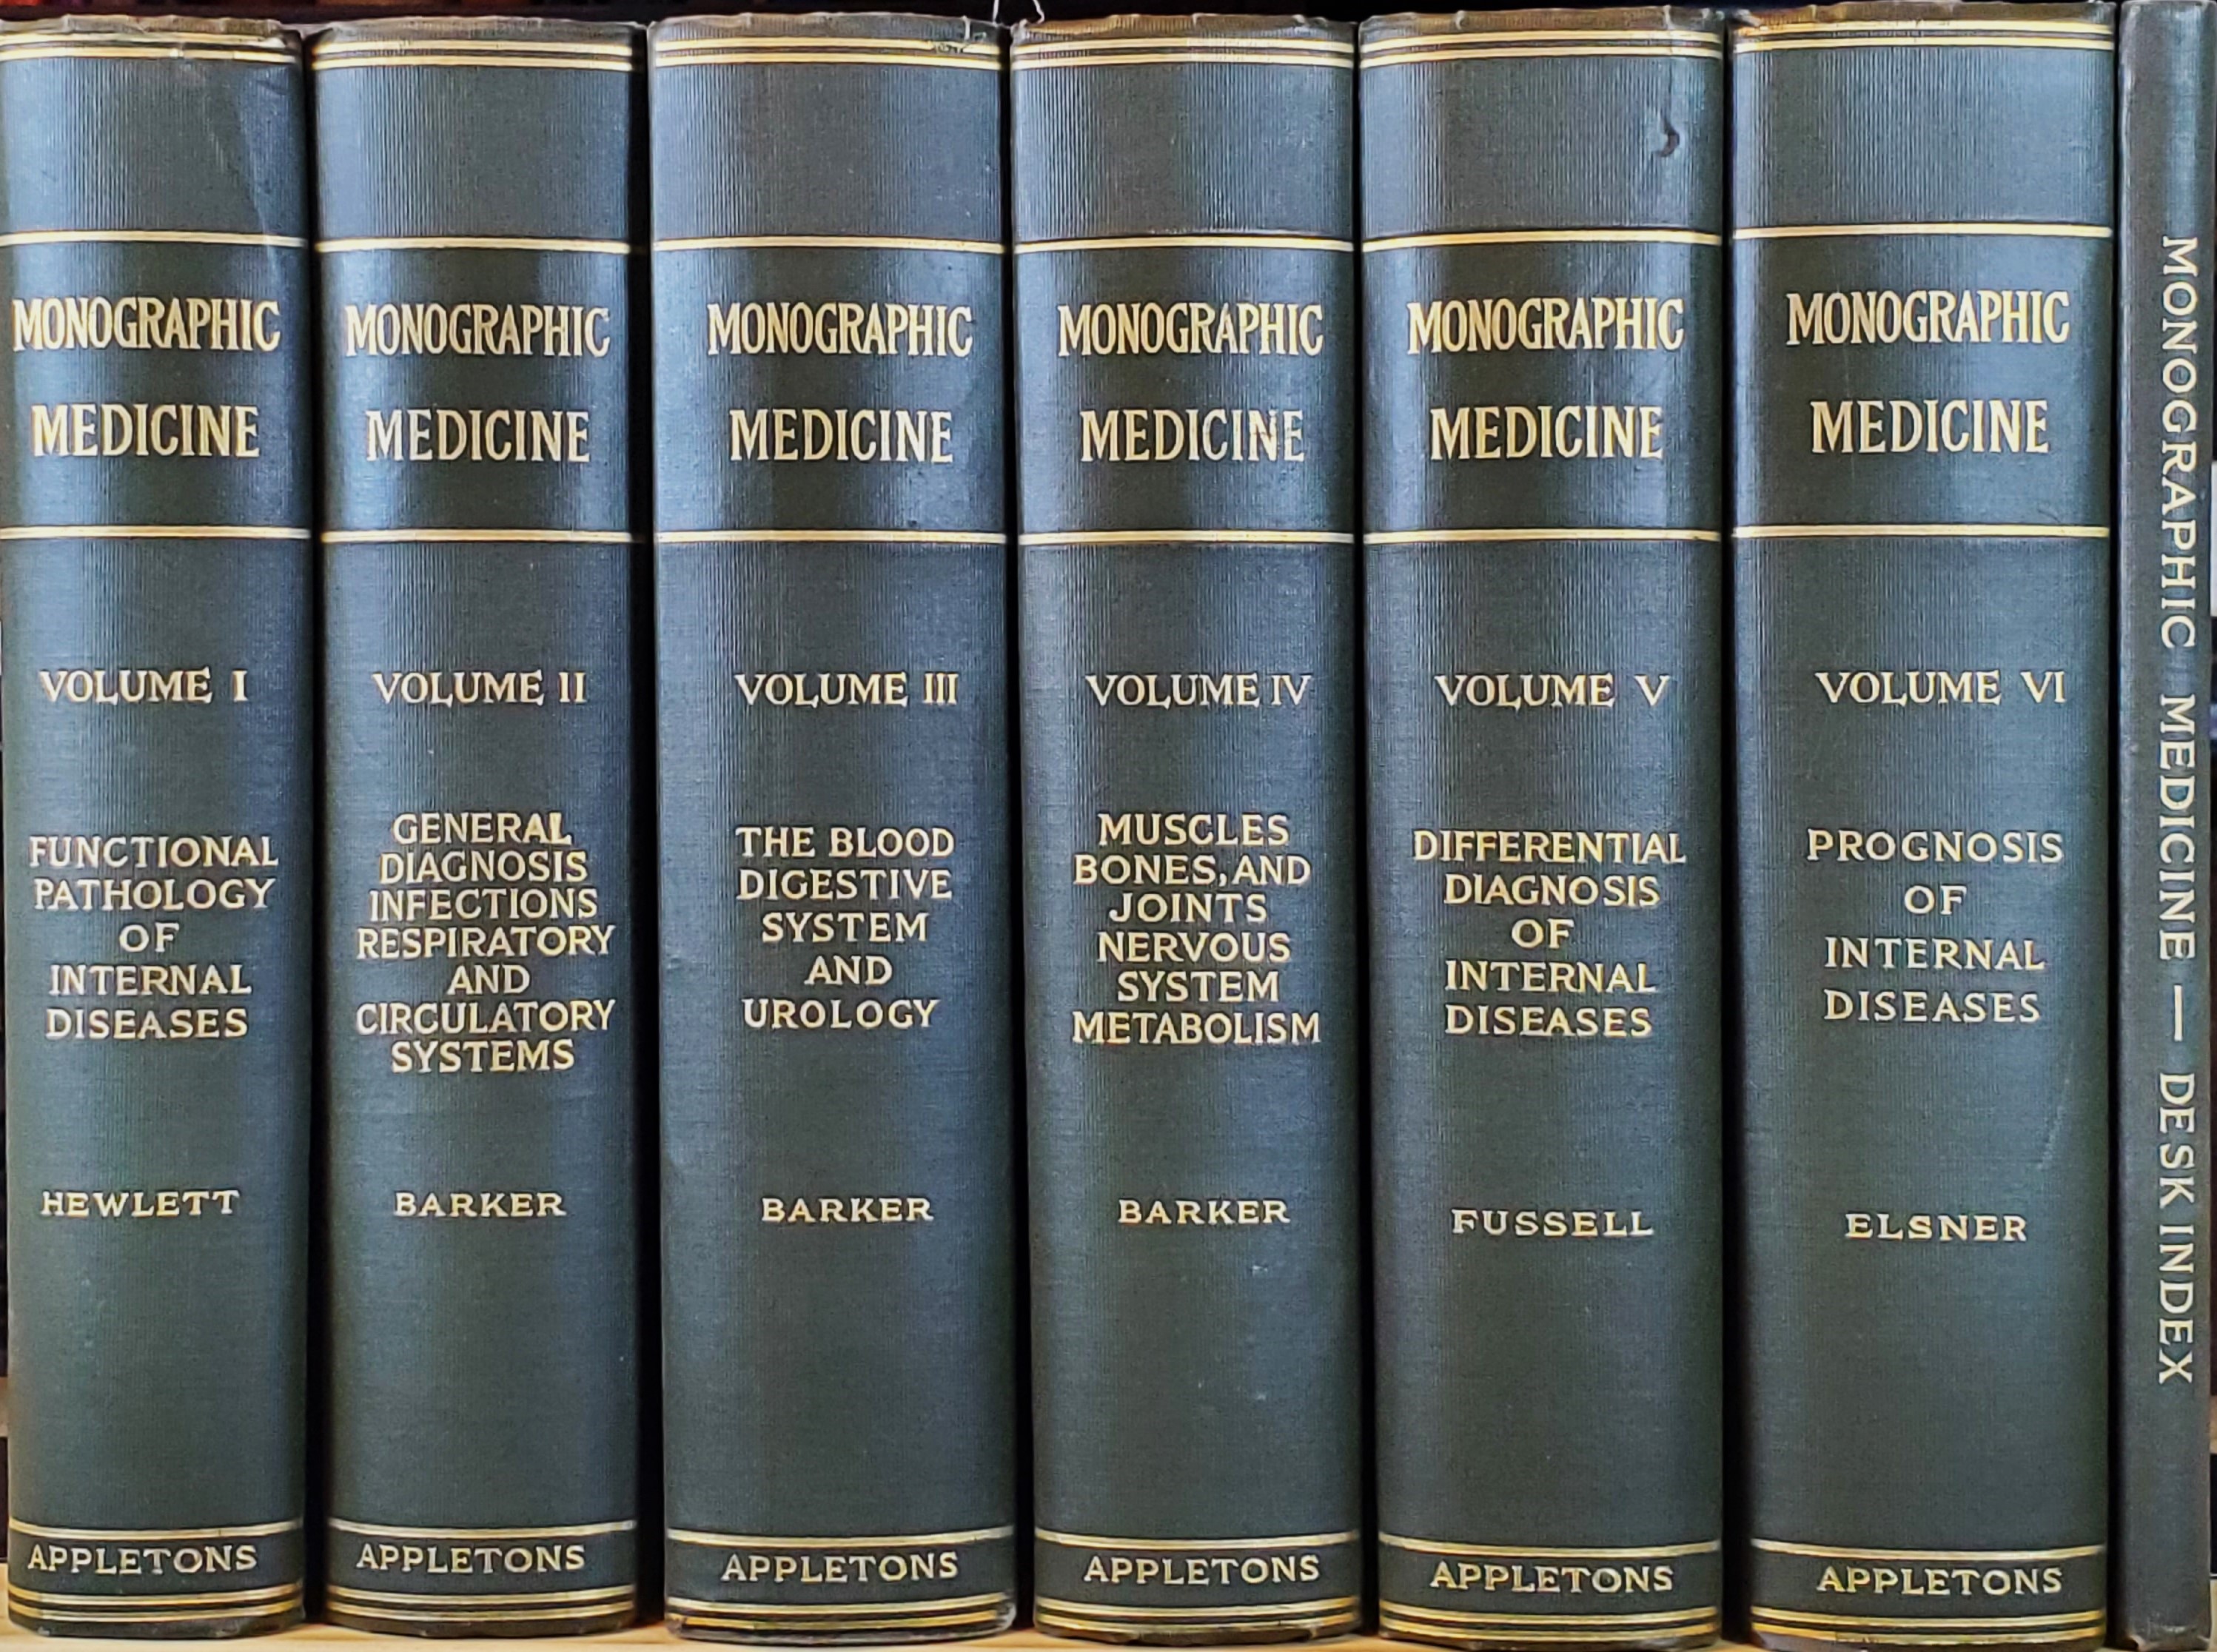 MONOGRAPHIC
MEDICINE
VOLUME I
FUNCTIONAL
PATHOLOGY
OF
INTERNAL
DISEASES
HEWLETT
APPLETONS
MONOGRAPHIC
MEDICINE
VOLUME II
GENERAL
DIAGNOSIS
INFECTIONS
RESPIRATORY
AND
CIRCULATORY
SYSTEMS
BARKER
APPLETONS
MONOGRAPHIC
MEDICINE
VOLUME III
THE BLOOD
DIGESTIVE
SYSTEM
AND
UROLOGY
BARKER
APPLETONS
MONOGRAPHIC
MEDICINE
VOLUME IV
MUSCLES
BONES, AND
JOINTS
NERVOUS
SYSTEM
METABOLISM
BARKER
APPLETONS
MONOGRAPHIC
MEDICINE
VOLUME V
DIFFERENTIAL
DIAGNOSIS
OF
INTERNAL
DISEASES
FUSSELL
APPLETONS
MONOGRAPHIC
MEDICINE
VOLUME VI
PROGNOSIS
OF
INTERNAL
DISEASES
ELSNER
APPLETONS
MONOGRAPHIC MEDICINE — DESK INDEX